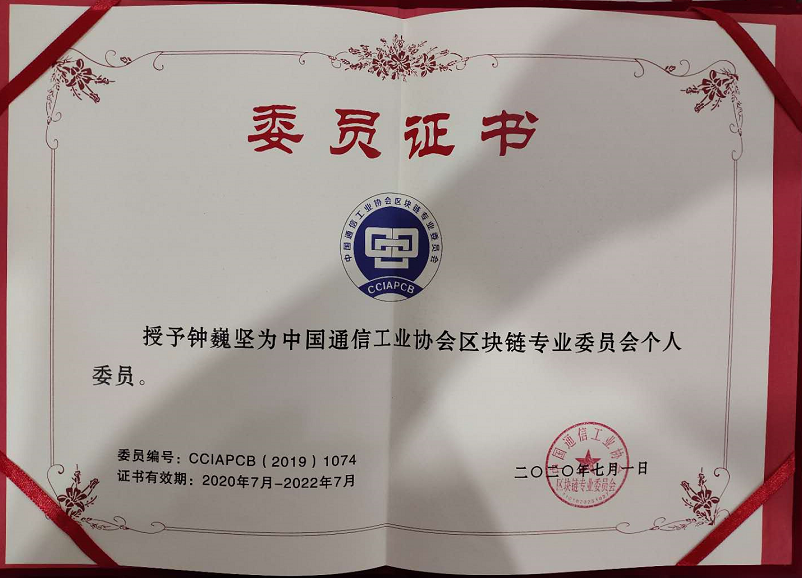 委员证书
中国通信工业协会区块链专业委员会
CCIAPCB
授予钟巍坚为中国通信工业协会区块链专业委员会个人
委员。
委员编号：CCIAPCB（2019）1074
证书有效期：2020年7月-2022年7月
中国通信工业协
区块链专业委员会
二〇二〇年七月一日